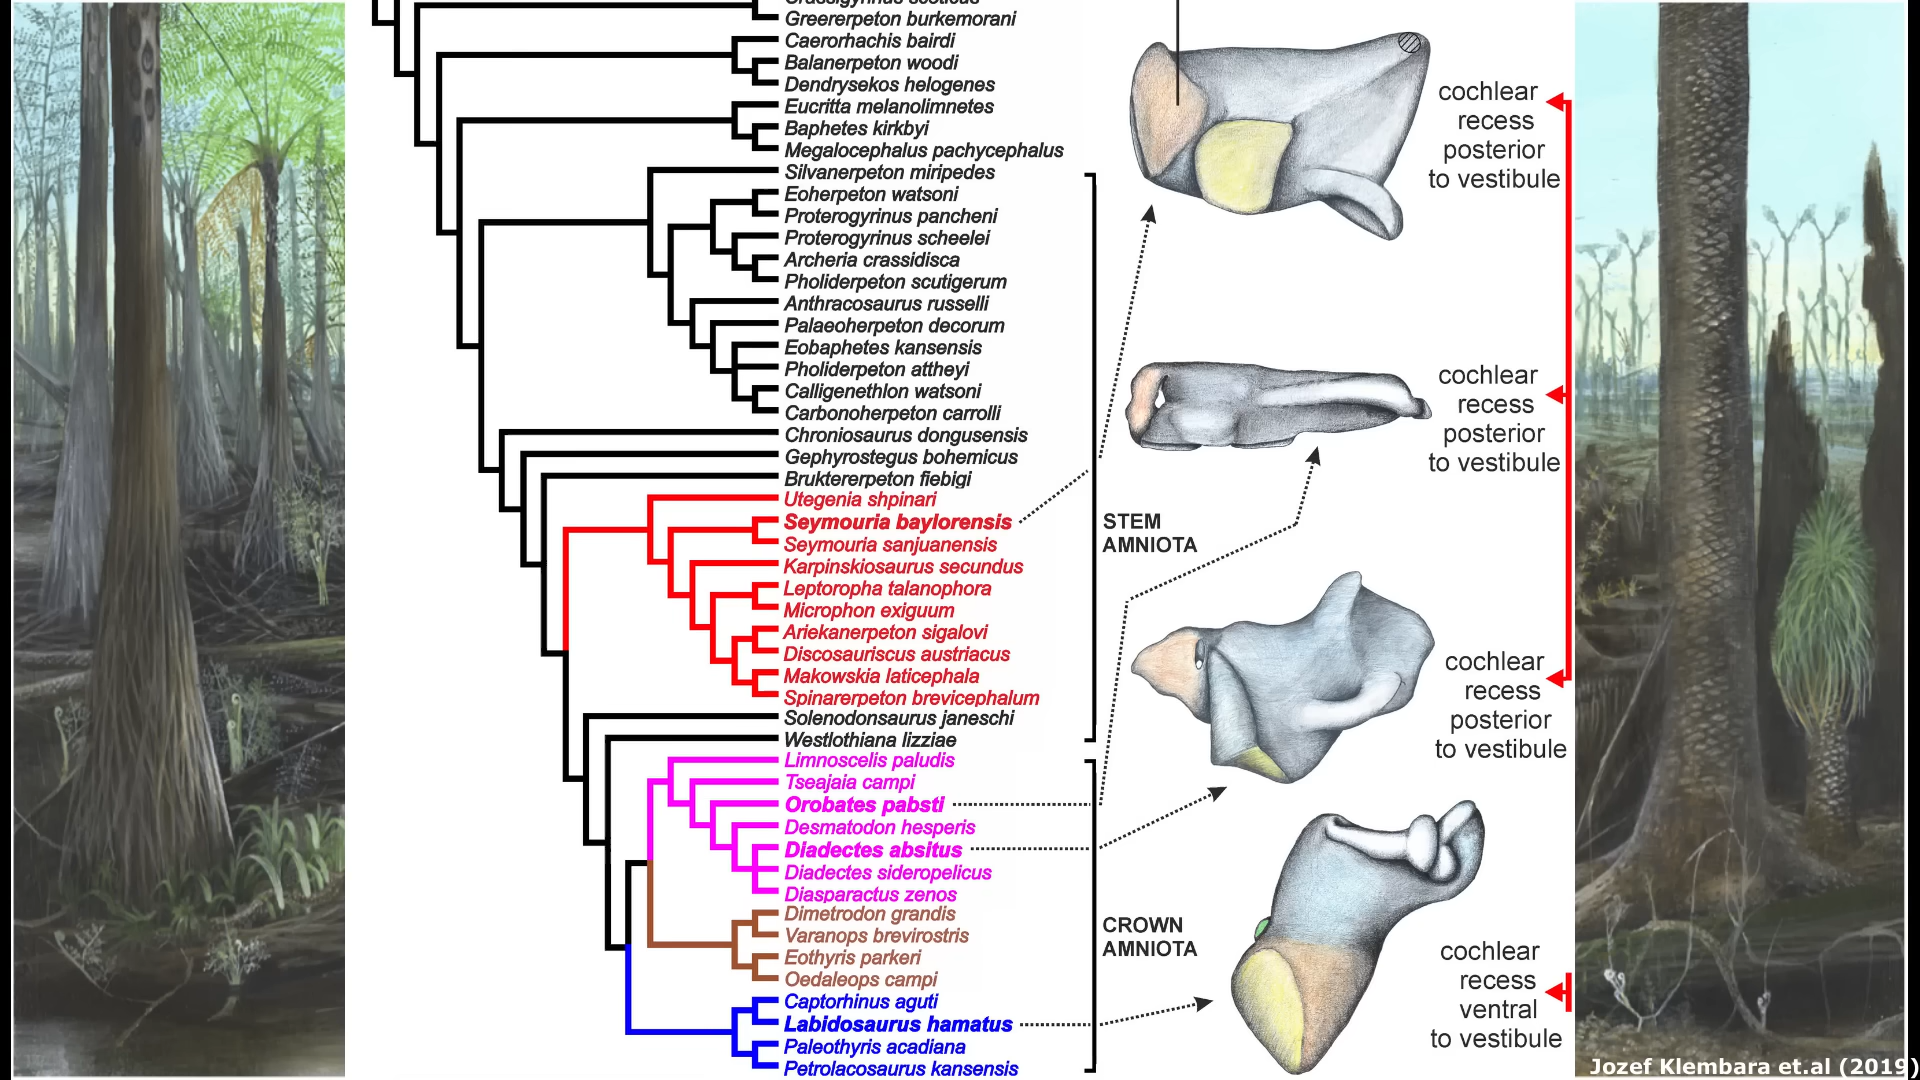 Greererpeton burkemorani
Caerorhachis bairdi
Balanerpeton woodi
Dendrysekos helogenes
Eucritta melanolimnetes
Baphetes kirkbyi
Megalocephalus pachycephalus
Silvanerpeton miripedes
Eoherpeton watsoni
Proterogyrinus pancheni
Proterogyrinus scheelei
Archeria crassidisca
Pholiderpeton scutigerum
Anthracosaurus russelli
Palaeoherpeton decorum
Eobaphetes kansensis
Pholiderpeton attheyi
Calligenethlon watsoni
Carbonoherpeton carrolli
Chroniosaurus dongusensis
Gephyrostegus bohemicus
Bruktererpeton fiebigi
Utegenia shpinari
Seymouria baylorensis
Seymouria sanjuanensis
Karpinskiosaurus secundus
Leptoropha talanophora
Microphon exiguum
Ariekanerpeton sigalovi
Discosauriscus austriacus
Makowskia laticephala
Spinarerpeton brevicephalum
Solenodonsaurus janeschi
Westlothiana lizziae
Limnoscelis paludis
Tseajaia campi
Orobates pabsti
Desmatodon hesperis
Diadectes absitus
Diadectes sideropelicus
Diasparactus zenos
Dimetrodon grandis
Varanops brevirostris
Eothyris parkeri
Oedaleops campi
Captorhinus aguti
Labidosaurus hamatus
Paleothyris acadiana
Petrolacosaurus kansensis
STEM
AMNIOTA
CROWN
AMNIOTA
cochlear
recess
posterior
to vestibule
cochlear
recess
posterior
to vestibule
cochlear
recess
posterior
to vestibule
cochlear
recess
ventral
to vestibule
Jozef Klembara et.al (2019)